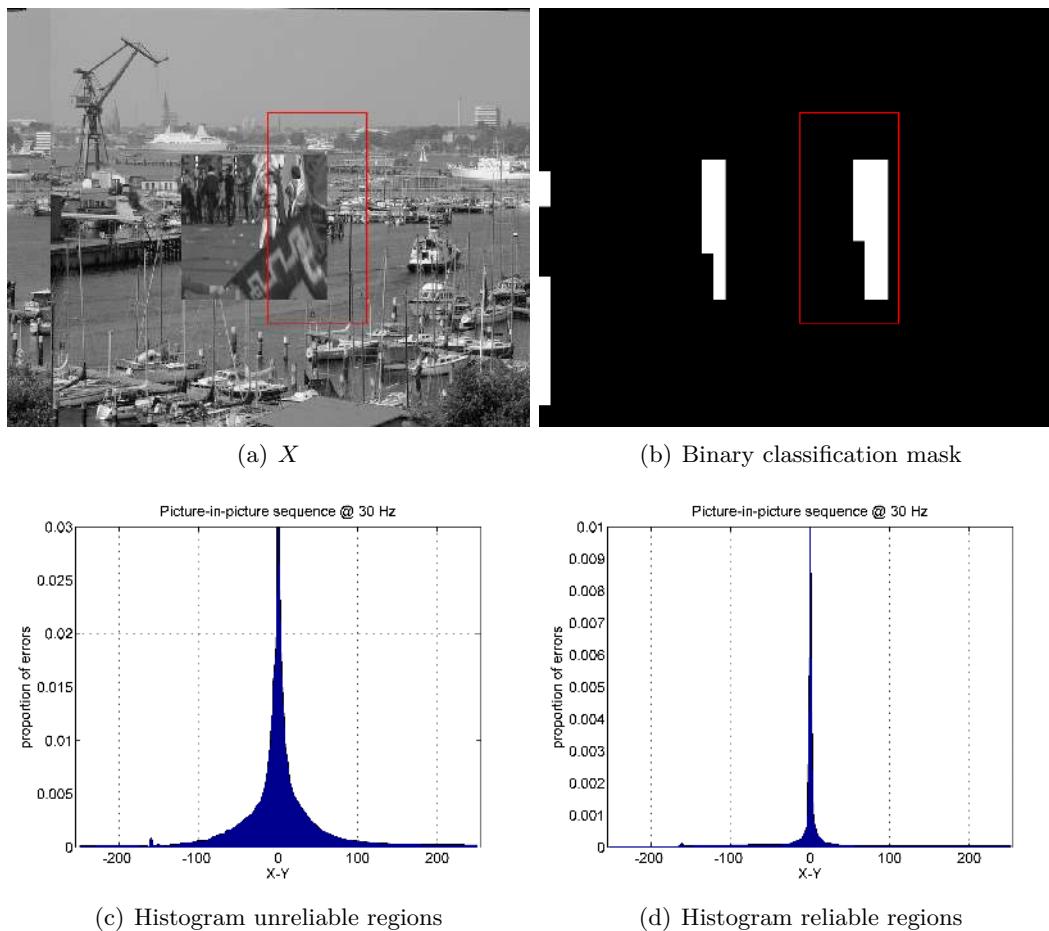 (a) X
(b) Binary classification mask
Picture-in-picture sequence @ 30 Hz
0.03
0.025
0.02
0.015
0.01
0.005
0
proportion of errors
-200
-100
0
100
200
X-Y
(c) Histogram unreliable regions
Picture-in-picture sequence @ 30 Hz
0.01
0.009
0.008
0.007
0.006
0.005
0.004
0.003
0.002
0.001
0
proportion of errors
-200
-100
0
100
200
X-Y
(d) Histogram reliable regions